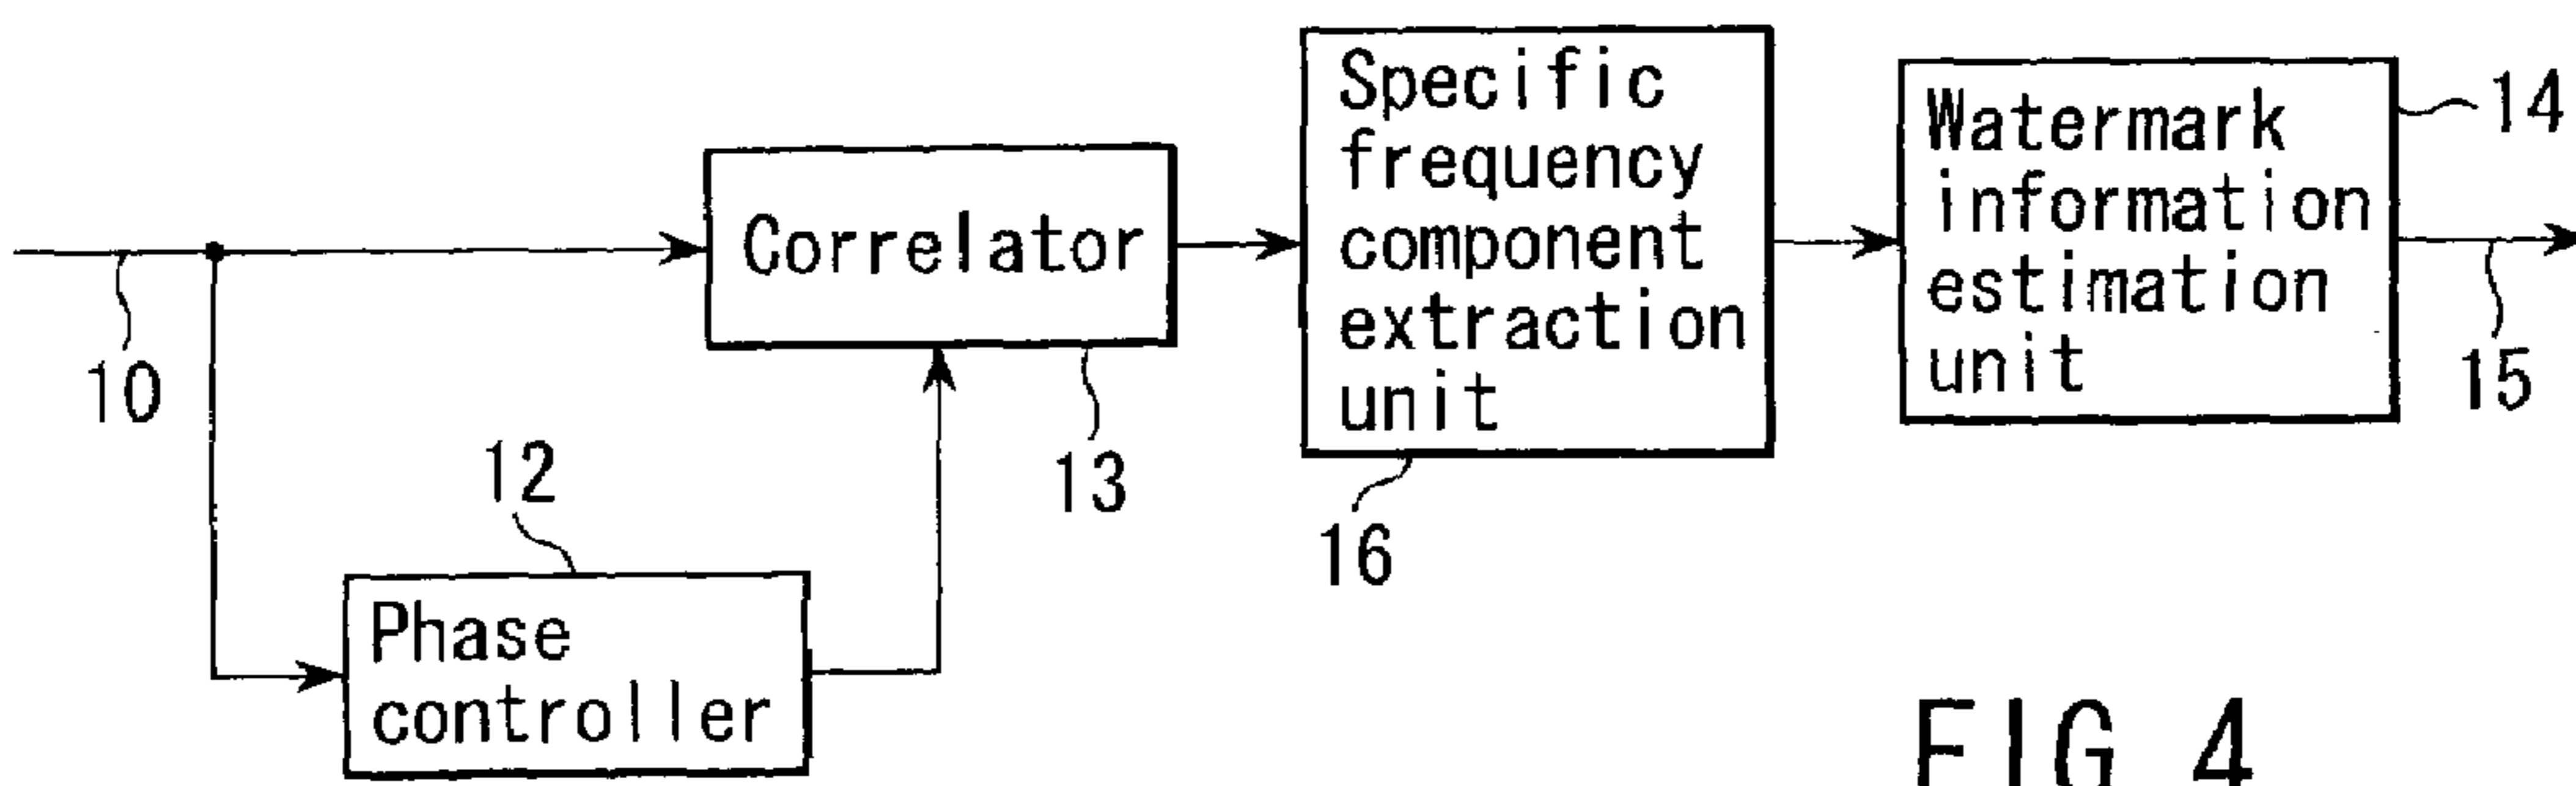 Specific
frequency
component
extraction
unit
Watermark
information
estimation
unit
14
Correlator
10
13
15
12
16
Phase
controller
FIG. 4